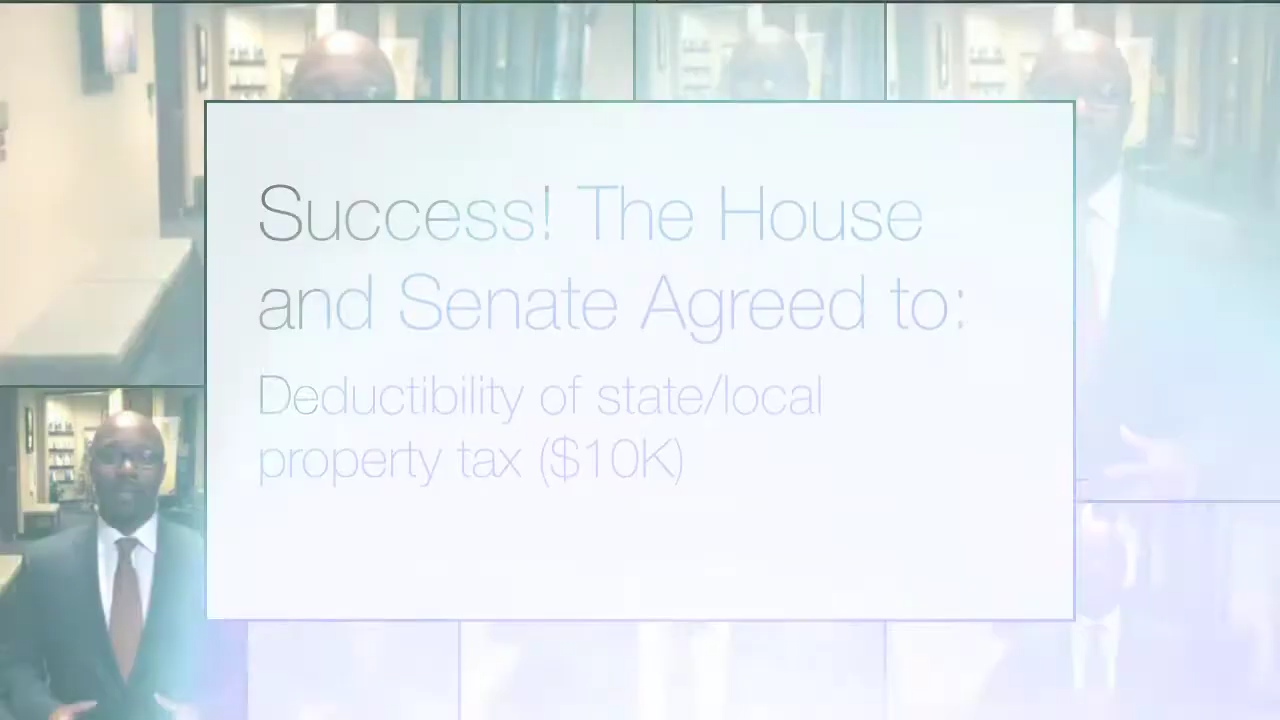 Success! The House
and Senate Agreed to:
Deductibility of state/local
property tax ($10K)